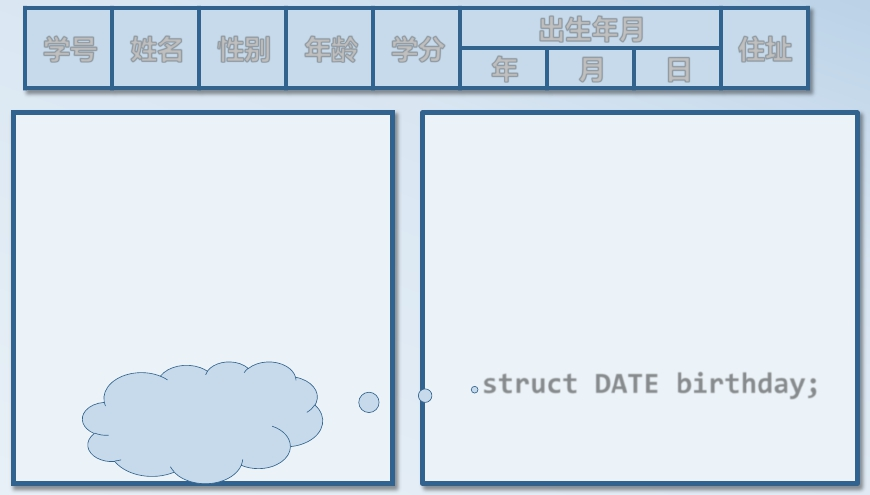 学号 姓名 性别 年龄 学分 出生年月 住址
年 月 日
struct DATE birthday;